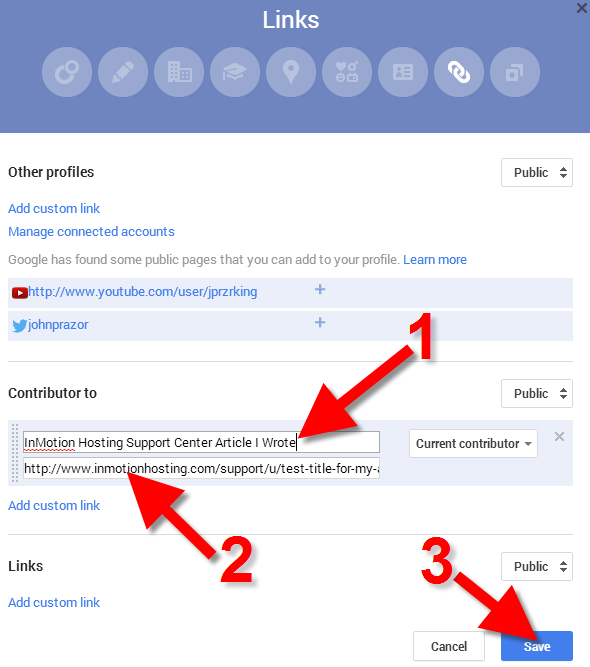 Links
Other profiles
Public
Add custom link
Manage connected accounts
Google has found some public pages that you can add to your profile. Learn more
http://www.youtube.com/user/jprzrking
johnprazor
1
Contributor to
Public
InMotion Hosting Support Center Article I Wrote
Current contributor
http://www.inmotionhosting.com/support/u/test-title-for-my-a
Add custom link
2
Links
Public
3
Add custom link
Cancel
Save